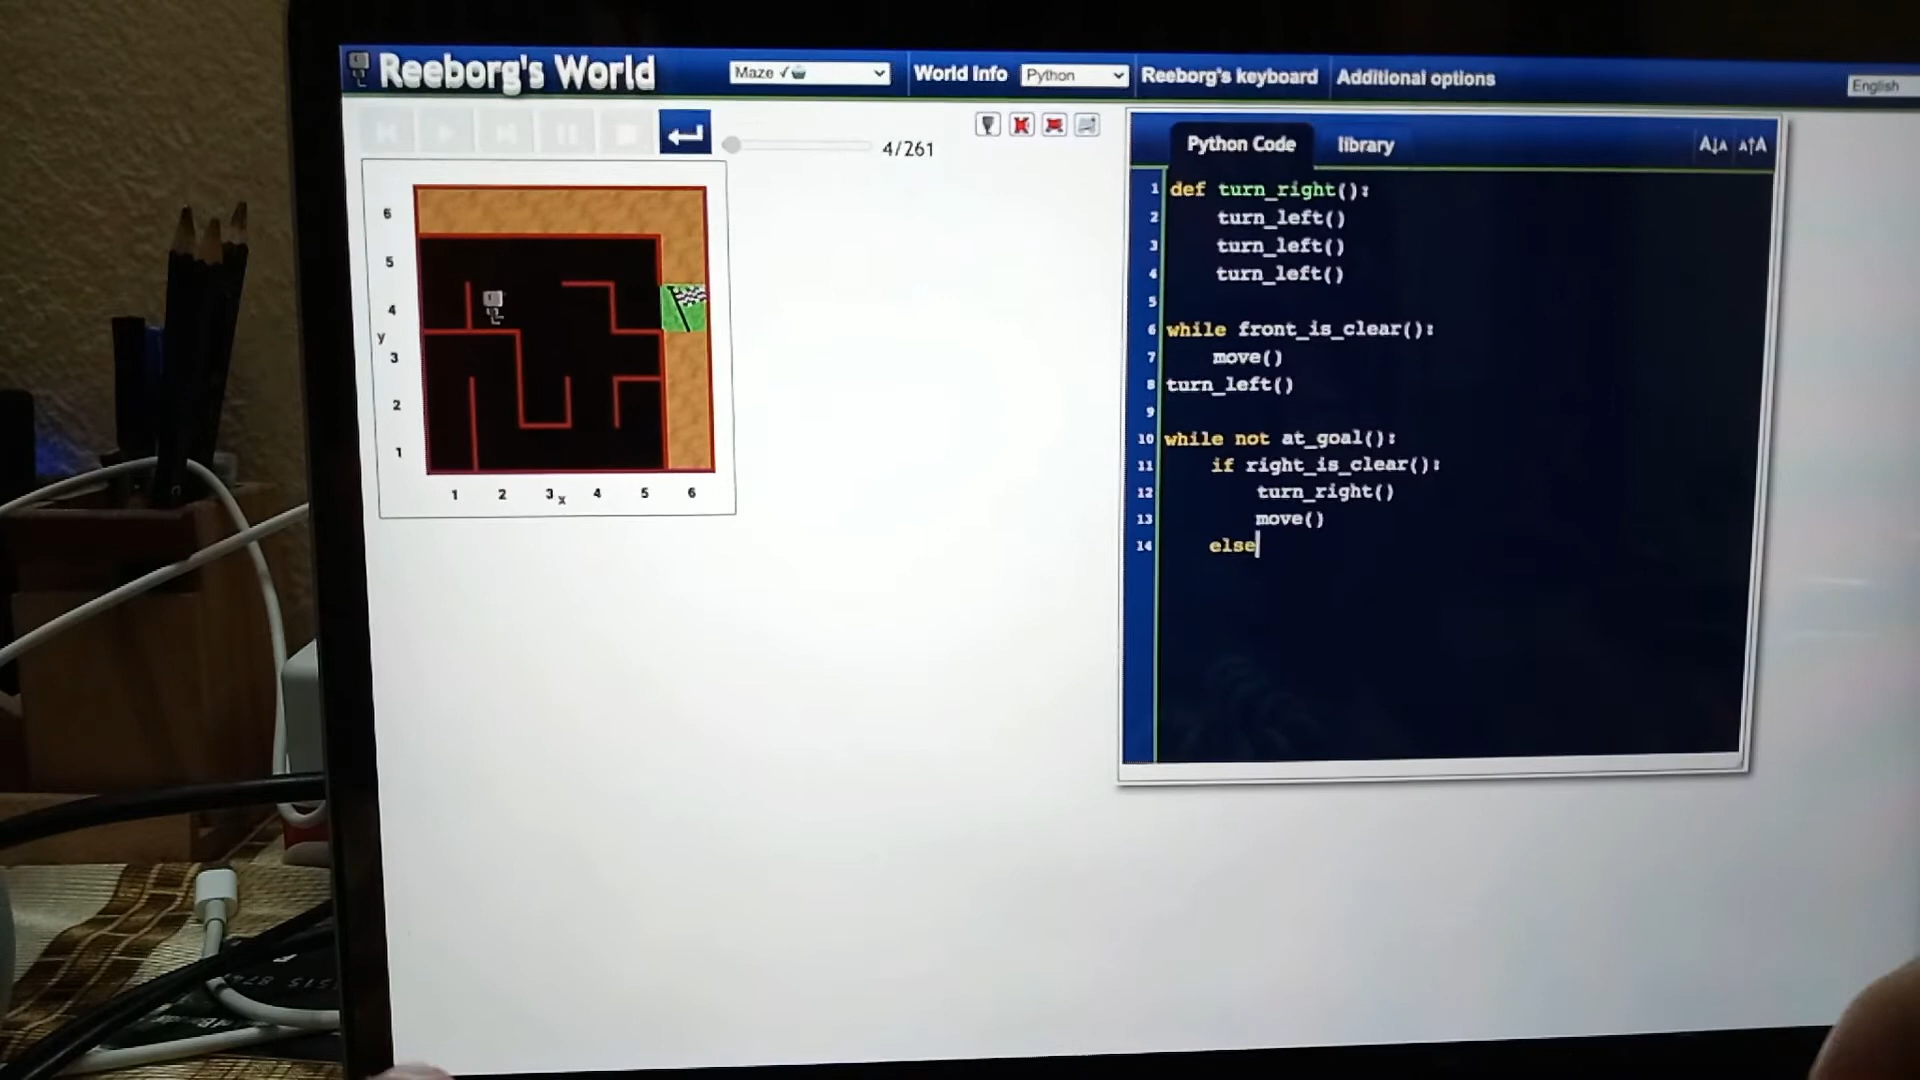 Reeborg's World
Maze
World Info
Python
Reeborg's keyboard
Additional options
English
4/261
6
5
4
y
3
2
1
1 2 3 x 4 5 6
Python Code
library
A↓A A↑A
1 def turn_right():
2 turn_left()
3 turn_left()
4 turn_left()
5
6 while front_is_clear():
7 move()
8 turn_left()
9
10 while not at_goal():
11 if right_is_clear():
12 turn_right()
13 move()
14 else